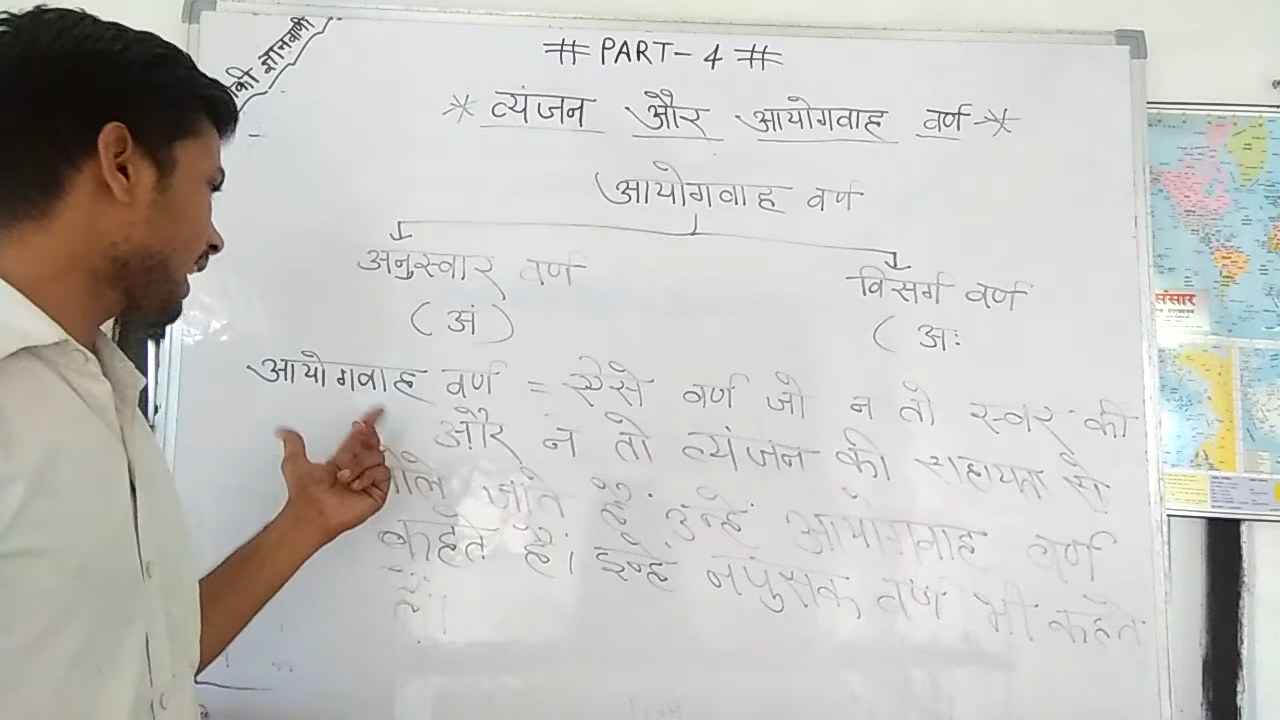 की ज्ञानवाणी
# PART-4 #
* व्यंजन और आयोगवाह वर्ण *
आयोगवाह वर्ण
अनुस्वार वर्ण
विसर्ग वर्ण
(अं)
(अः
आयोगवाह वर्ण = ऐसे वर्ण जो न तो स्वर की
और न तो व्यंजन की सहायता से
बोले जाते हैं. उन्हें आयोगवाह वर्ण
कहते हैं। इन्हें नपुंसक वर्ण भी कहते
हैं।
संसार